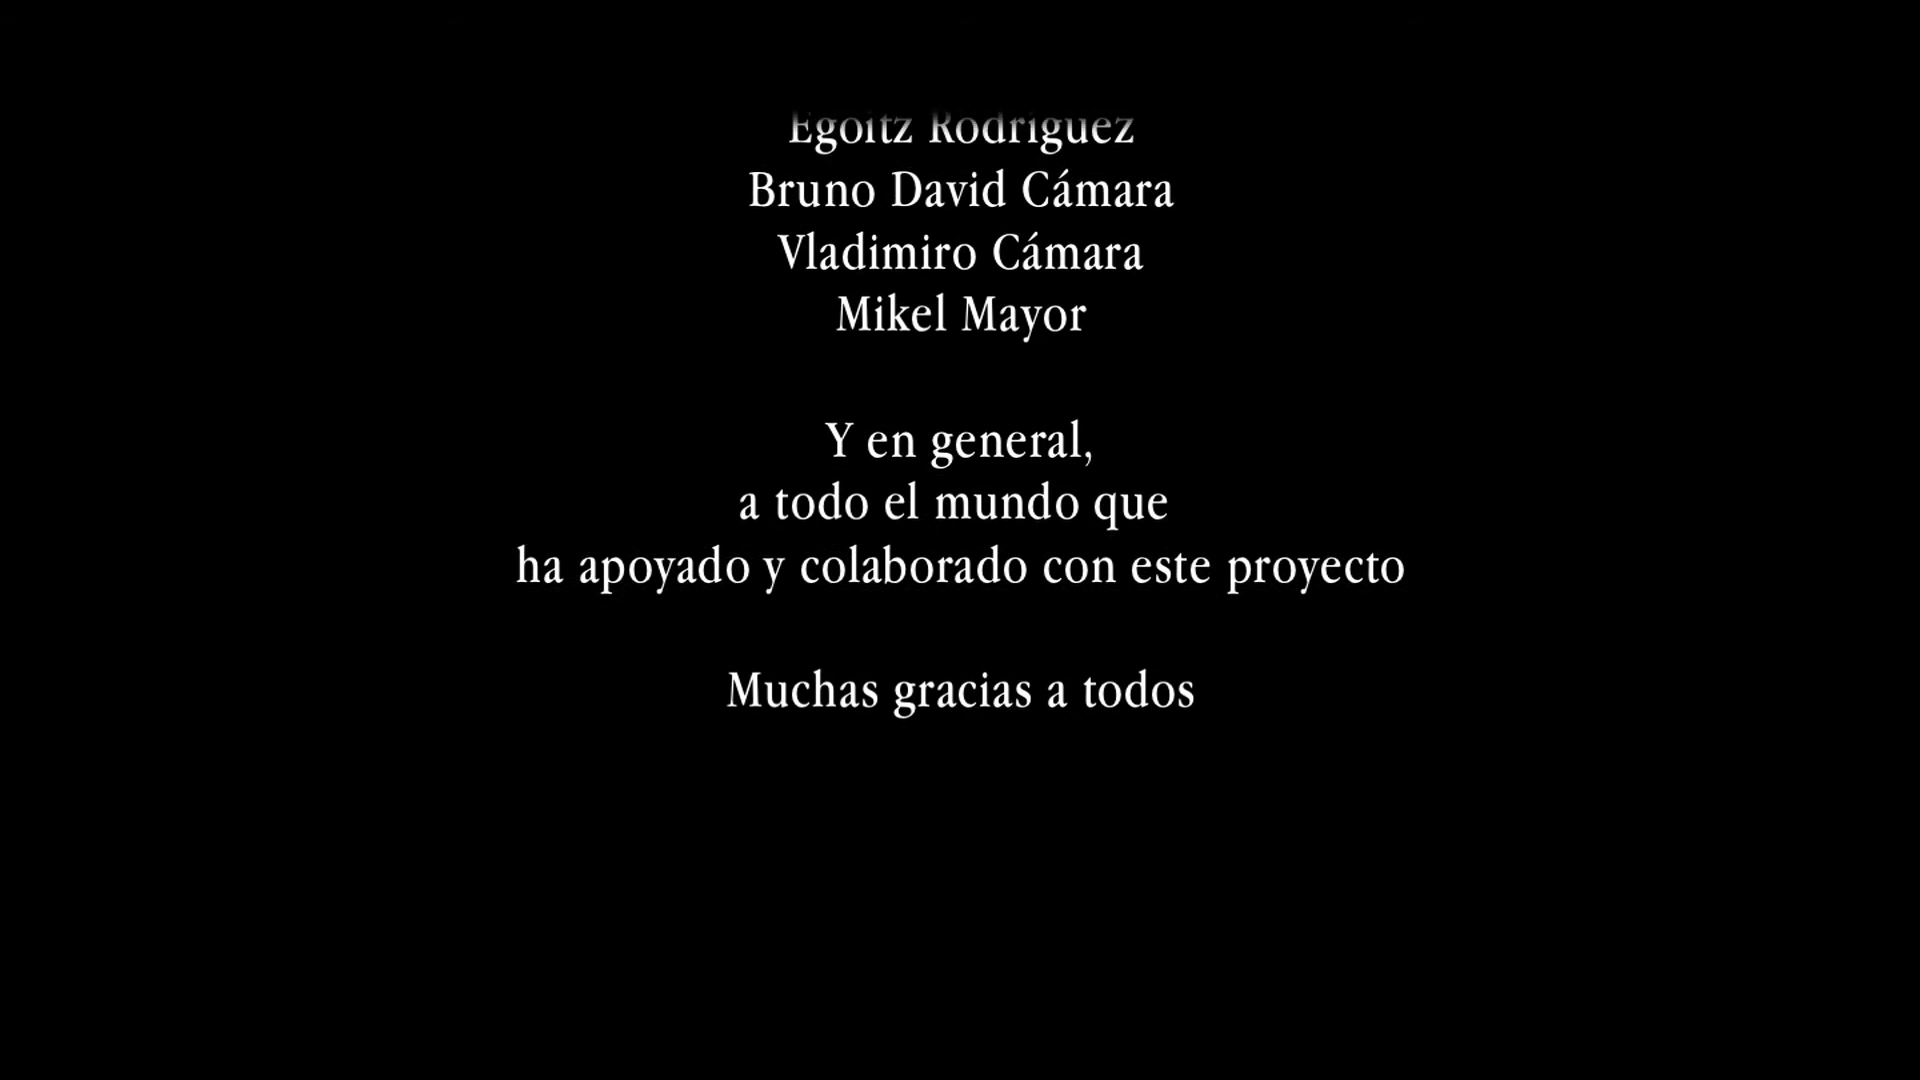 Egoitz Rodríguez
Bruno David Cámara
Vladimiro Cámara
Mikel Mayor
Y en general,
a todo el mundo que
ha apoyado y colaborado con este proyecto
Muchas gracias a todos